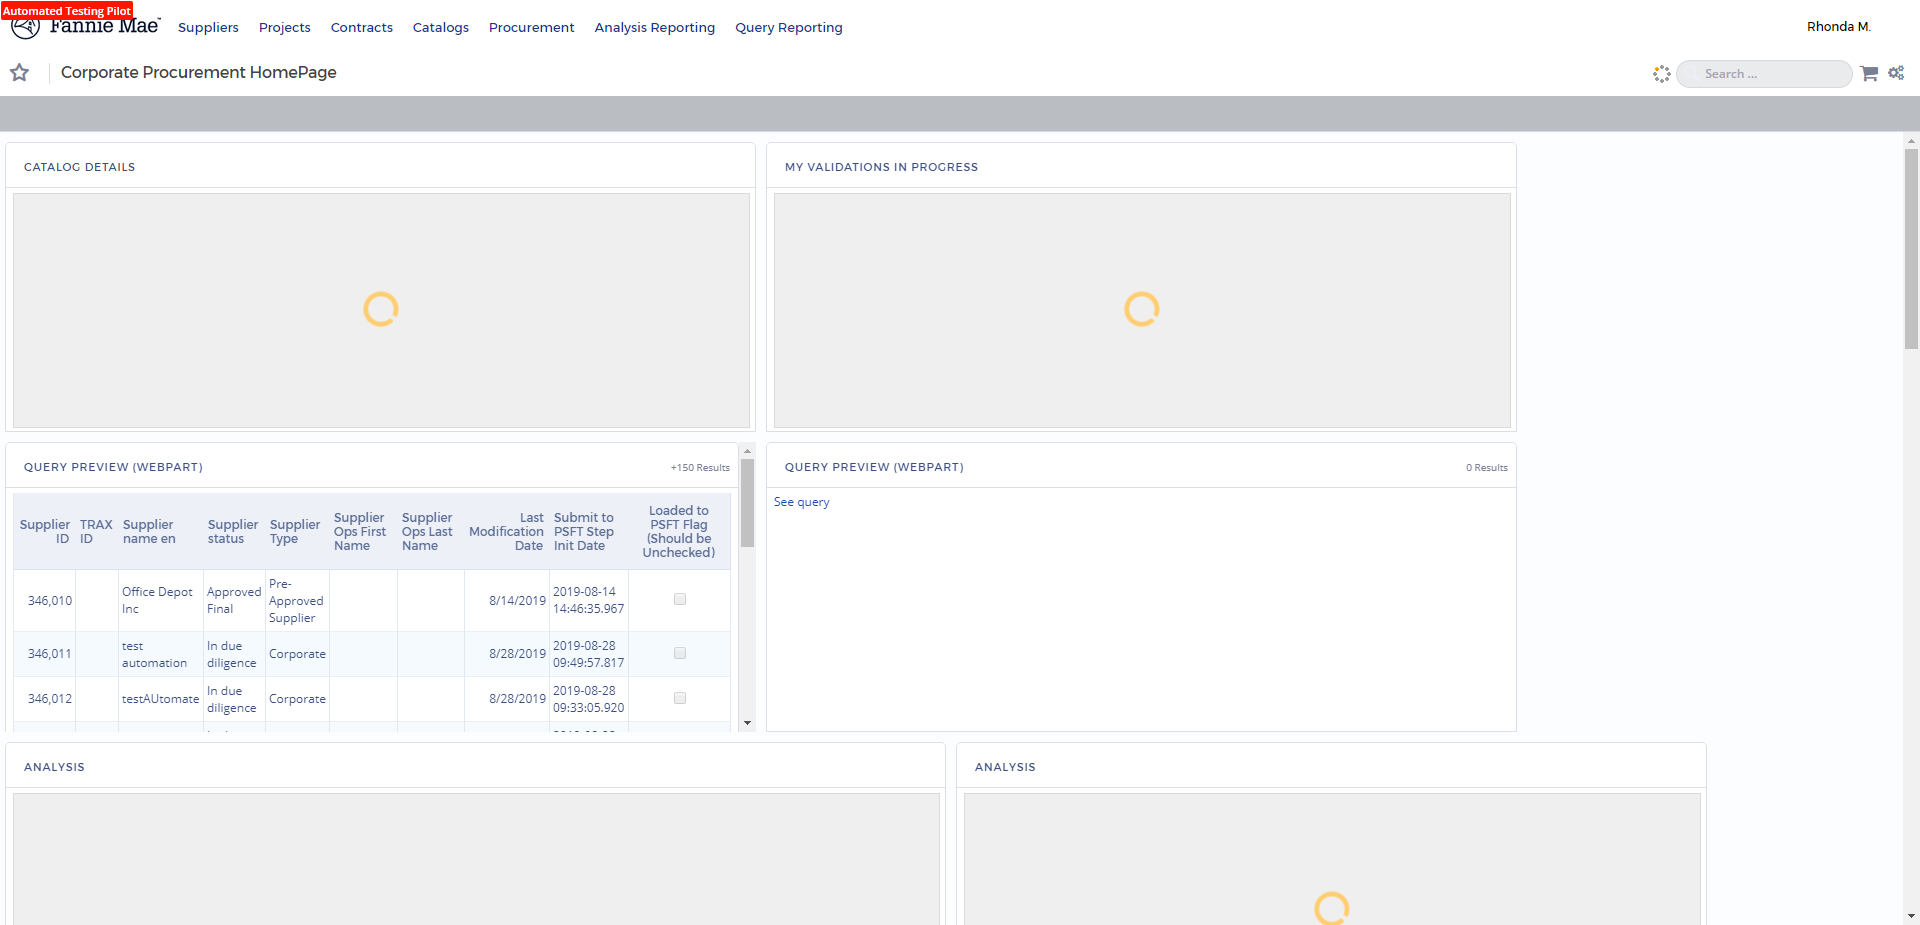 Automated Testing Pilot
Fannie Mae
Suppliers Projects Contracts Catalogs Procurement Analysis Reporting Query Reporting
Rhonda M.
Corporate Procurement HomePage
Search ...
CATALOG DETAILS
MY VALIDATIONS IN PROGRESS
QUERY PREVIEW (WEBPART)
+150 Results
Supplier ID TRAX ID Supplier name en Supplier status Supplier Type Supplier Ops First Name Supplier Ops Last Name Last Modification Date Submit to PSFT Step Init Date Loaded to PSFT Flag (Should be Unchecked)
346,010 Office Depot Inc Approved Final Pre-Approved Supplier 8/14/2019 2019-08-14 14:46:35.967
346,011 test automation In due diligence Corporate 8/28/2019 2019-08-28 09:49:57.817
346,012 testAUtomate In due diligence Corporate 8/28/2019 2019-08-28 09:33:05.920
QUERY PREVIEW (WEBPART)
0 Results
See query
ANALYSIS
ANALYSIS